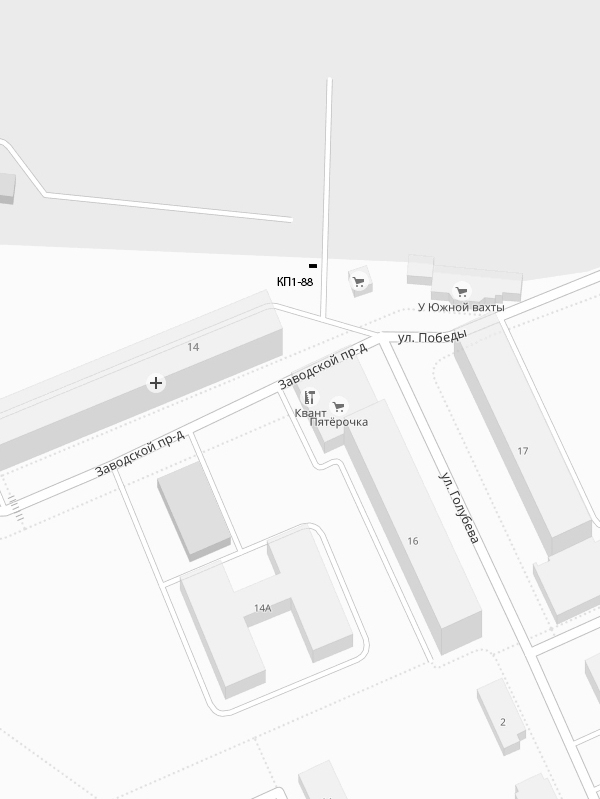 КП1-88
У Южной вахты
ул. Победы
14
Заводской пр-д
Квант
Пятёрочка
Заводской пр-д
17
ул. Голубева
16
14А
2